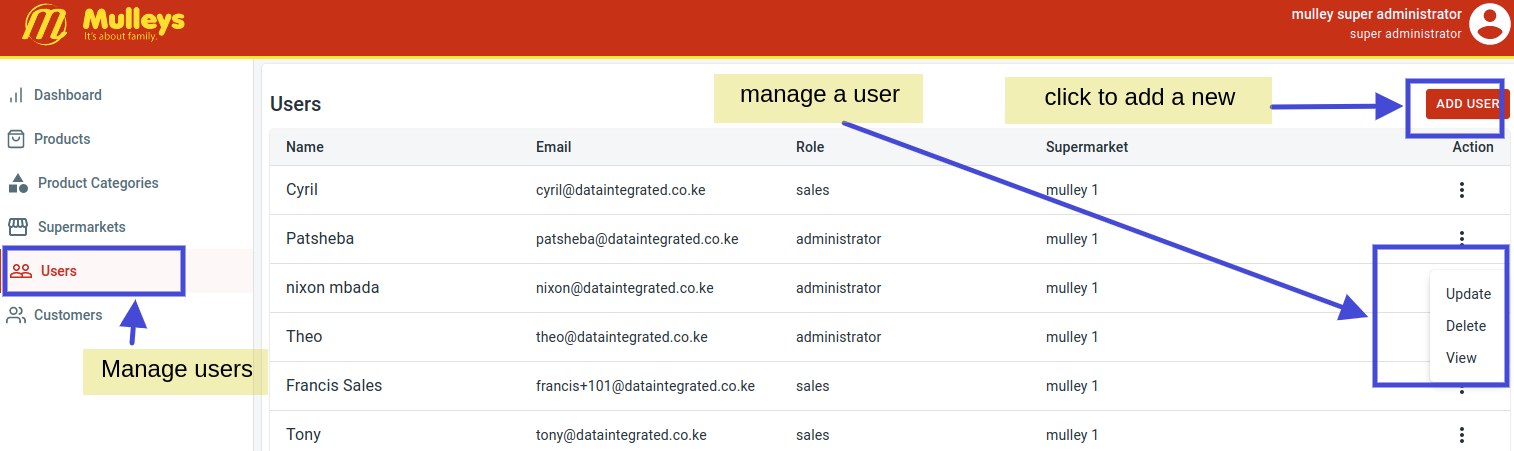 Mulleys
It's about family.
mulley super administrator
super administrator
Dashboard
Products
Product Categories
Supermarkets
Users
Customers
Manage users
Users
manage a user
click to add a new
ADD USER
Name Email Role Supermarket Action
Cyril cyril@dataintegrated.co.ke sales mulley 1
Patsheba patsheba@dataintegrated.co.ke administrator mulley 1
nixon mbada nixon@dataintegrated.co.ke administrator mulley 1
Theo theo@dataintegrated.co.ke administrator mulley 1
Francis Sales francis+101@dataintegrated.co.ke sales mulley 1
Tony tony@dataintegrated.co.ke sales mulley 1
Update
Delete
View